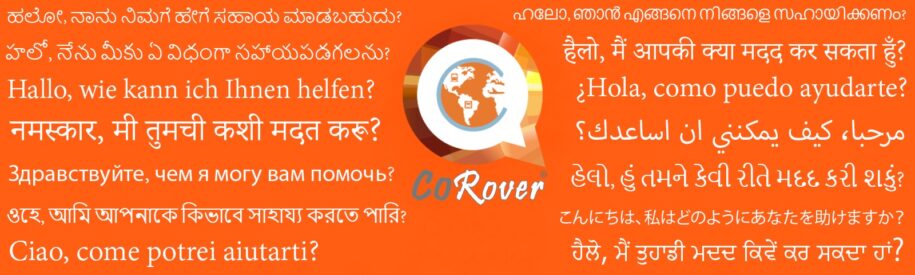 ಹಲೋ, ನಾನು ನಿಮಗೆ ಹೇಗೆ ಸಹಾಯ ಮಾಡಬಹುದು?
హలో, నేను మీకు ఏ విధంగా సహాయపడగలను?
Hallo, wie kann ich Ihnen helfen?
नमस्कार, मी तुमची कशी मदत करू?
Здравствуйте, чем я могу вам помочь?
ওহে, আমি আপনাকে কিভাবে সাহায্য করতে পারি?
Ciao, come potrei aiutarti?
CoRover
ഹലോ, ഞാൻ എങ്ങനെ നിങ്ങളെ സഹായിക്കണം?
हैलो, मैं आपकी क्या मदद कर सकता हूँ?
¿Hola, como puedo ayudarte?
مرحبا، كيف يمكنني ان اساعدك؟
હેલો, હું તમને કેવી રીતે મદદ કરી શકું?
こんにちは、私はどのようにあなたを助けますか？
ਹੈਲੋ, ਮੈਂ ਤੁਹਾਡੀ ਮਦਦ ਕਿਵੇਂ ਕਰ ਸਕਦਾ ਹਾਂ?